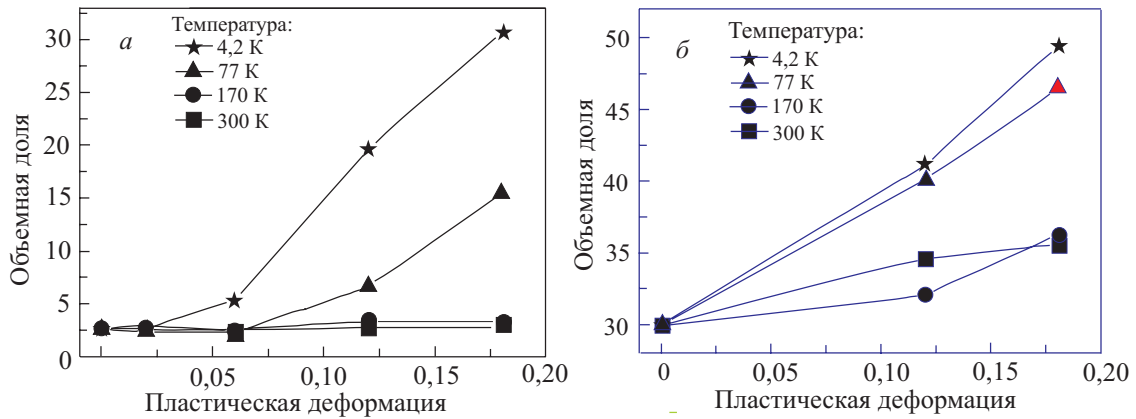 а
Температура:
4,2 К
77 К
170 К
300 К
Объемная доля
30
25
20
15
10
5
0
0,05
0,10
0,15
0,20
Пластическая деформация
б
Температура:
4,2 К
77 К
170 К
300 К
Объемная доля
50
45
40
35
30
0
0,05
0,10
0,15
0,20
Пластическая деформация